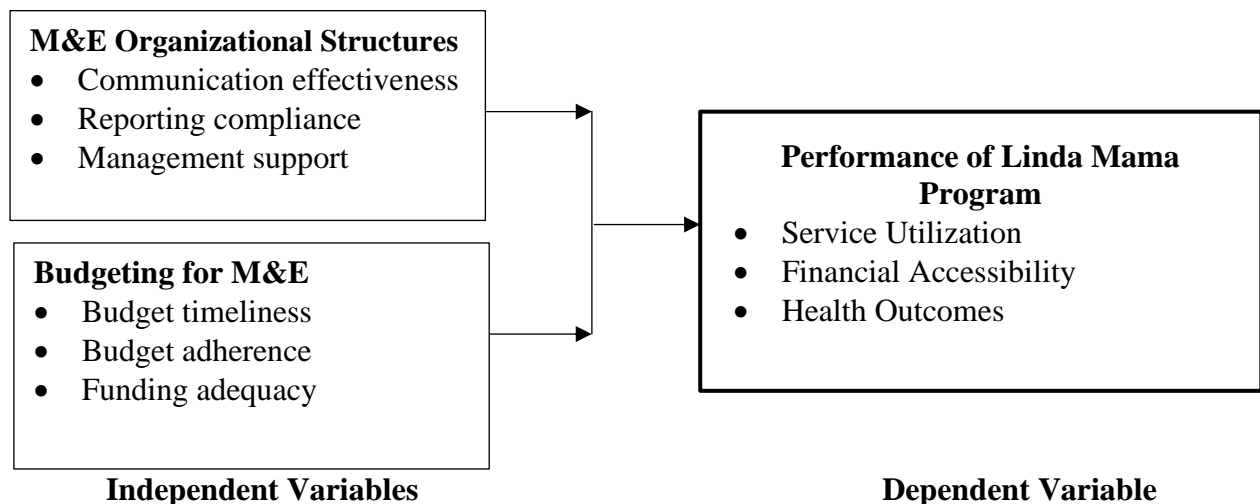 M&E Organizational Structures
• Communication effectiveness
• Reporting compliance
• Management support
Budgeting for M&E
• Budget timeliness
• Budget adherence
• Funding adequacy
Independent Variables
Performance of Linda Mama
Program
• Service Utilization
• Financial Accessibility
• Health Outcomes
Dependent Variable